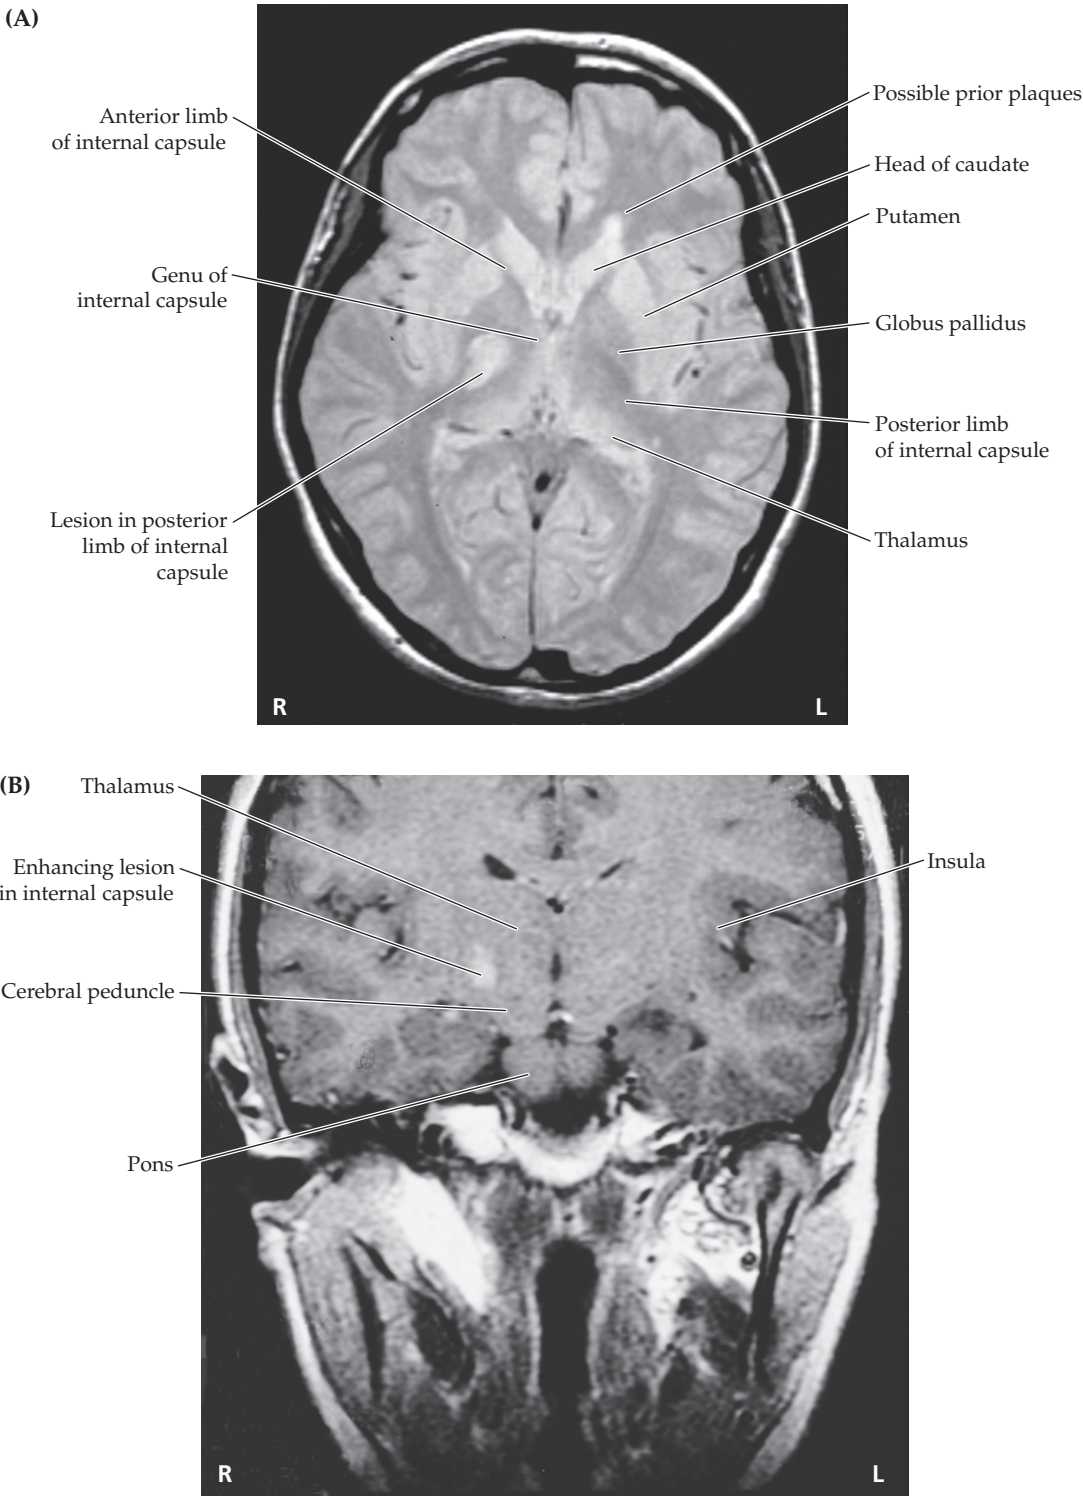 (A)
Anterior limb
of internal capsule
Genu of
internal capsule
Lesion in posterior
limb of internal
capsule
Possible prior plaques
Head of caudate
Putamen
Globus pallidus
Posterior limb
of internal capsule
Thalamus
R
L
(B)
Thalamus
Enhancing lesion
in internal capsule
Cerebral peduncle
Pons
Insula
R
L